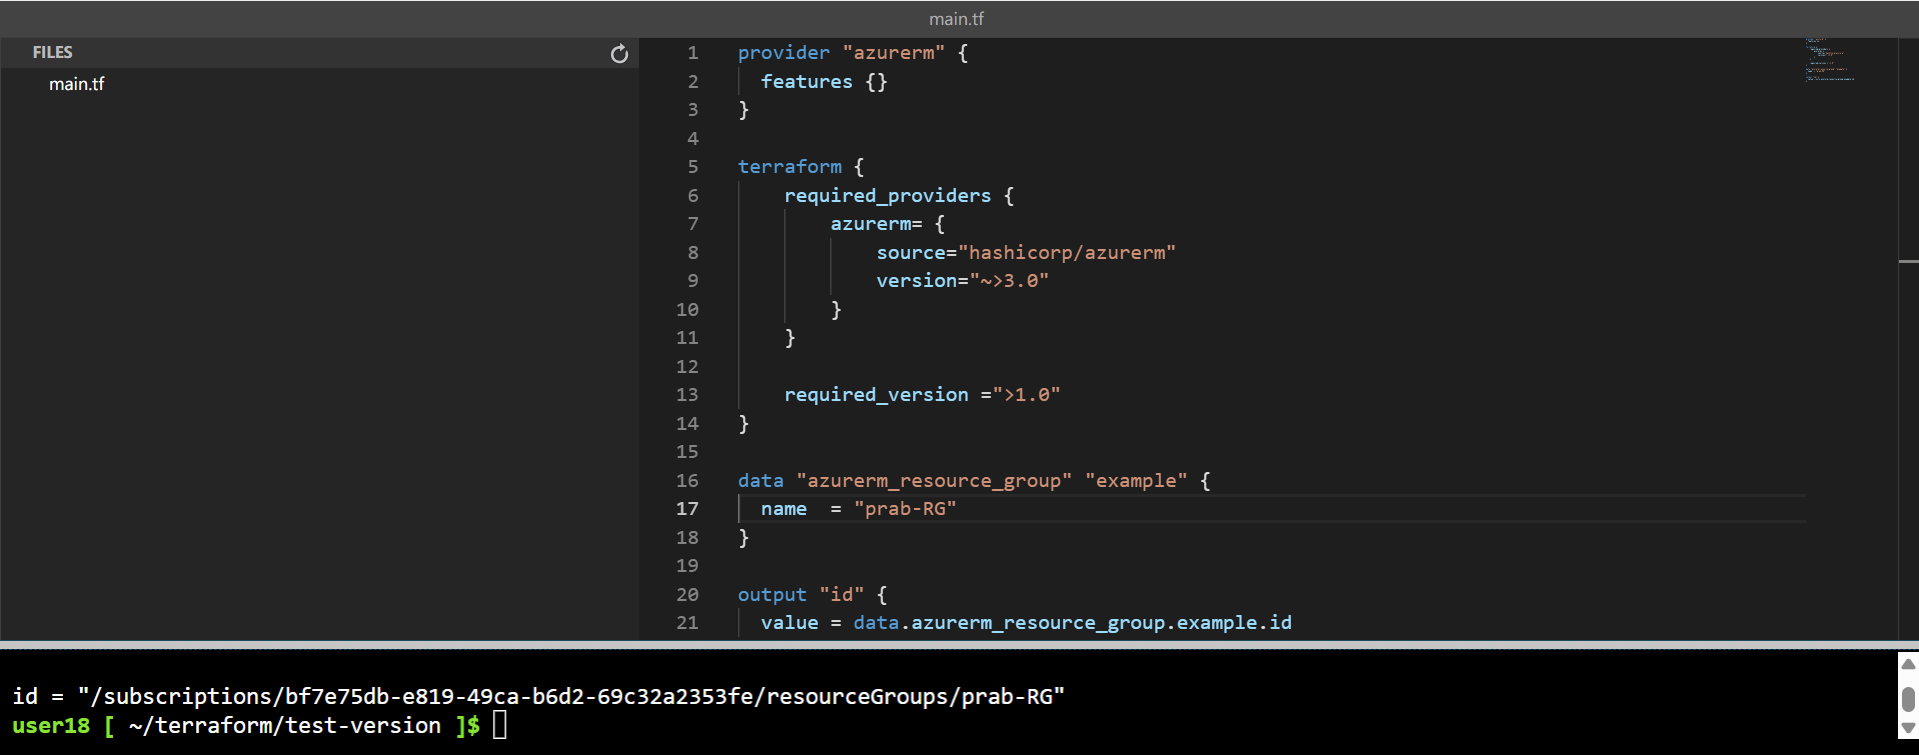 main.tf
FILES
main.tf
1 provider "azurerm" {
2 features {}
3 }
4
5 terraform {
6 required_providers {
7 azurerm= {
8 source="hashicorp/azurerm"
9 version="~>3.0"
10 }
11 }
12
13 required_version =">1.0"
14 }
15
16 data "azurerm_resource_group" "example" {
17 name  = "prab-RG"
18 }
19
20 output "id" {
21 value = data.azurerm_resource_group.example.id
id = "/subscriptions/bf7e75db-e819-49ca-b6d2-69c32a2353fe/resourceGroups/prab-RG"
user18 [ ~/terraform/test-version ]$